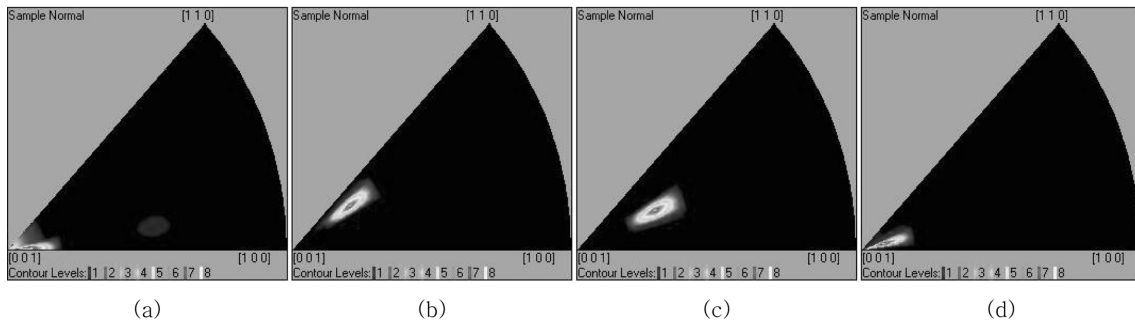 Sample Normal [1 1 0] Sample Normal [1 1 0] Sample Normal [1 1 0] Sample Normal [1 1 0]
[0 0 1] [1 0 0] [0 0 1] [1 0 0] [0 0 1] [1 0 0] [0 0 1] [1 0 0]
Contour Levels: 1 2 3 4 5 6 7 8 Contour Levels: 1 2 3 4 5 6 7 8 Contour Levels: 1 2 3 4 5 6 7 8 Contour Levels: 1 2 3 4 5 6 7 8
(a) (b) (c) (d)